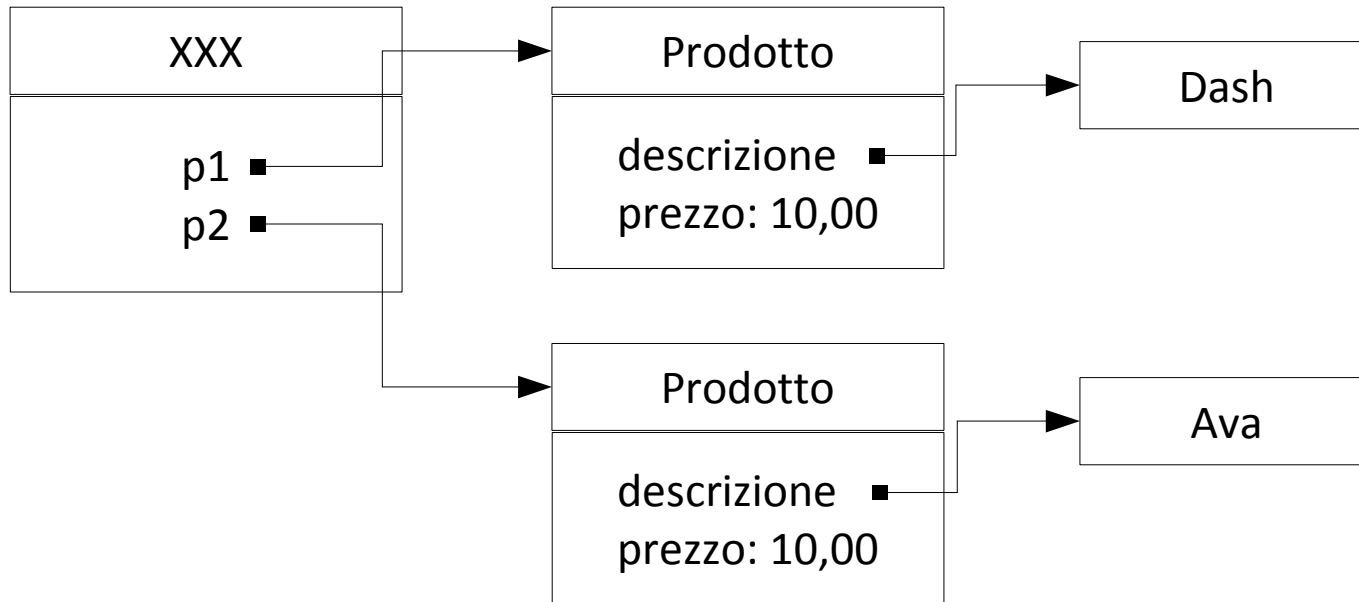 XXX
p1
p2
Prodotto
descrizione
prezzo: 10,00
Dash
Prodotto
descrizione
prezzo: 10,00
Ava